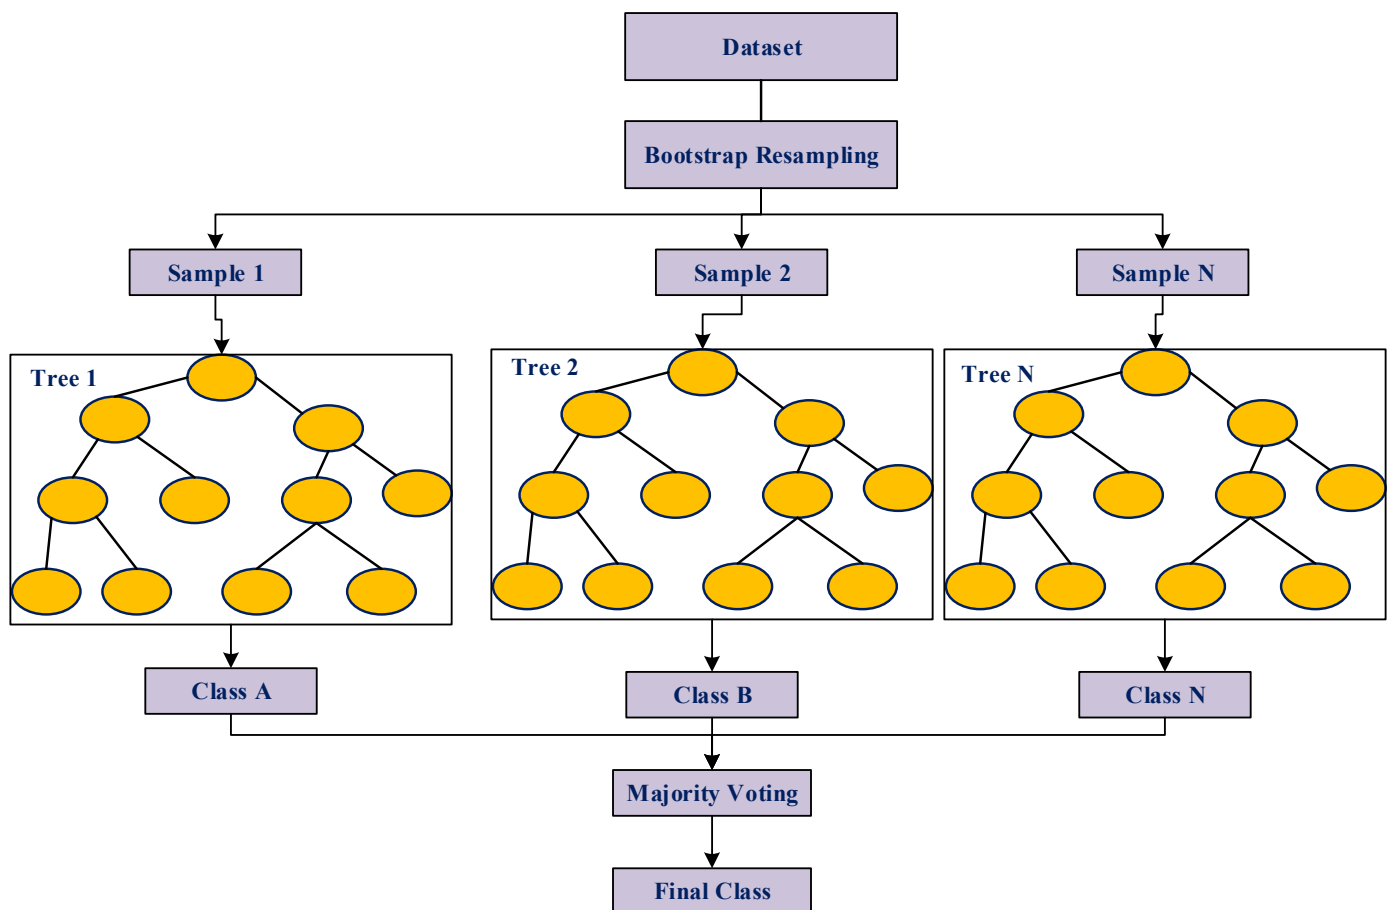 Dataset
Bootstrap Resampling
Sample 1
Sample 2
Sample N
Tree 1
Tree 2
Tree N
Class A
Class B
Class N
Majority Voting
Final Class